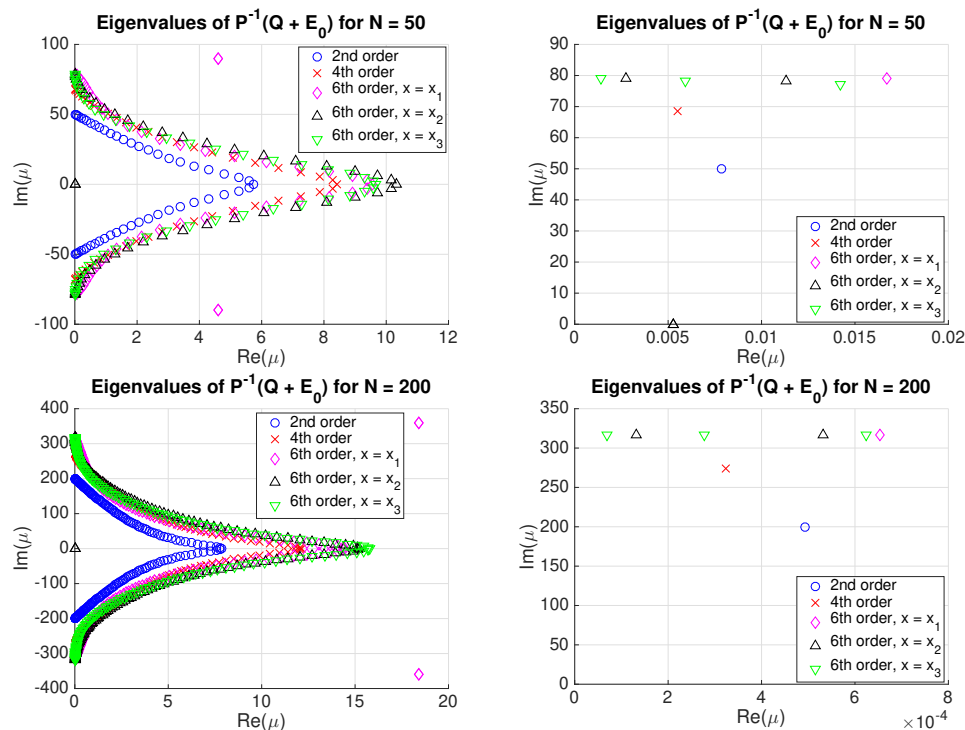 Eigenvalues of P⁻¹(Q + E₀) for N = 50
100
50
0
-50
-100
Im(μ)
0
2
4
6
8
10
12
Re(μ)
2nd order
4th order
6th order, x = x₁
6th order, x = x₂
6th order, x = x₃
Eigenvalues of P⁻¹(Q + E₀) for N = 50
90
80
70
60
50
40
30
20
10
0
Im(μ)
0
0.005
0.01
0.015
0.02
Re(μ)
2nd order
4th order
6th order, x = x₁
6th order, x = x₂
6th order, x = x₃
Eigenvalues of P⁻¹(Q + E₀) for N = 200
400
300
200
100
0
-100
-200
-300
-400
Im(μ)
0
5
10
15
20
Re(μ)
2nd order
4th order
6th order, x = x₁
6th order, x = x₂
6th order, x = x₃
Eigenvalues of P⁻¹(Q + E₀) for N = 200
350
300
250
200
150
100
50
0
Im(μ)
0
2
4
6
8
Re(μ)
×10⁻⁴
2nd order
4th order
6th order, x = x₁
6th order, x = x₂
6th order, x = x₃